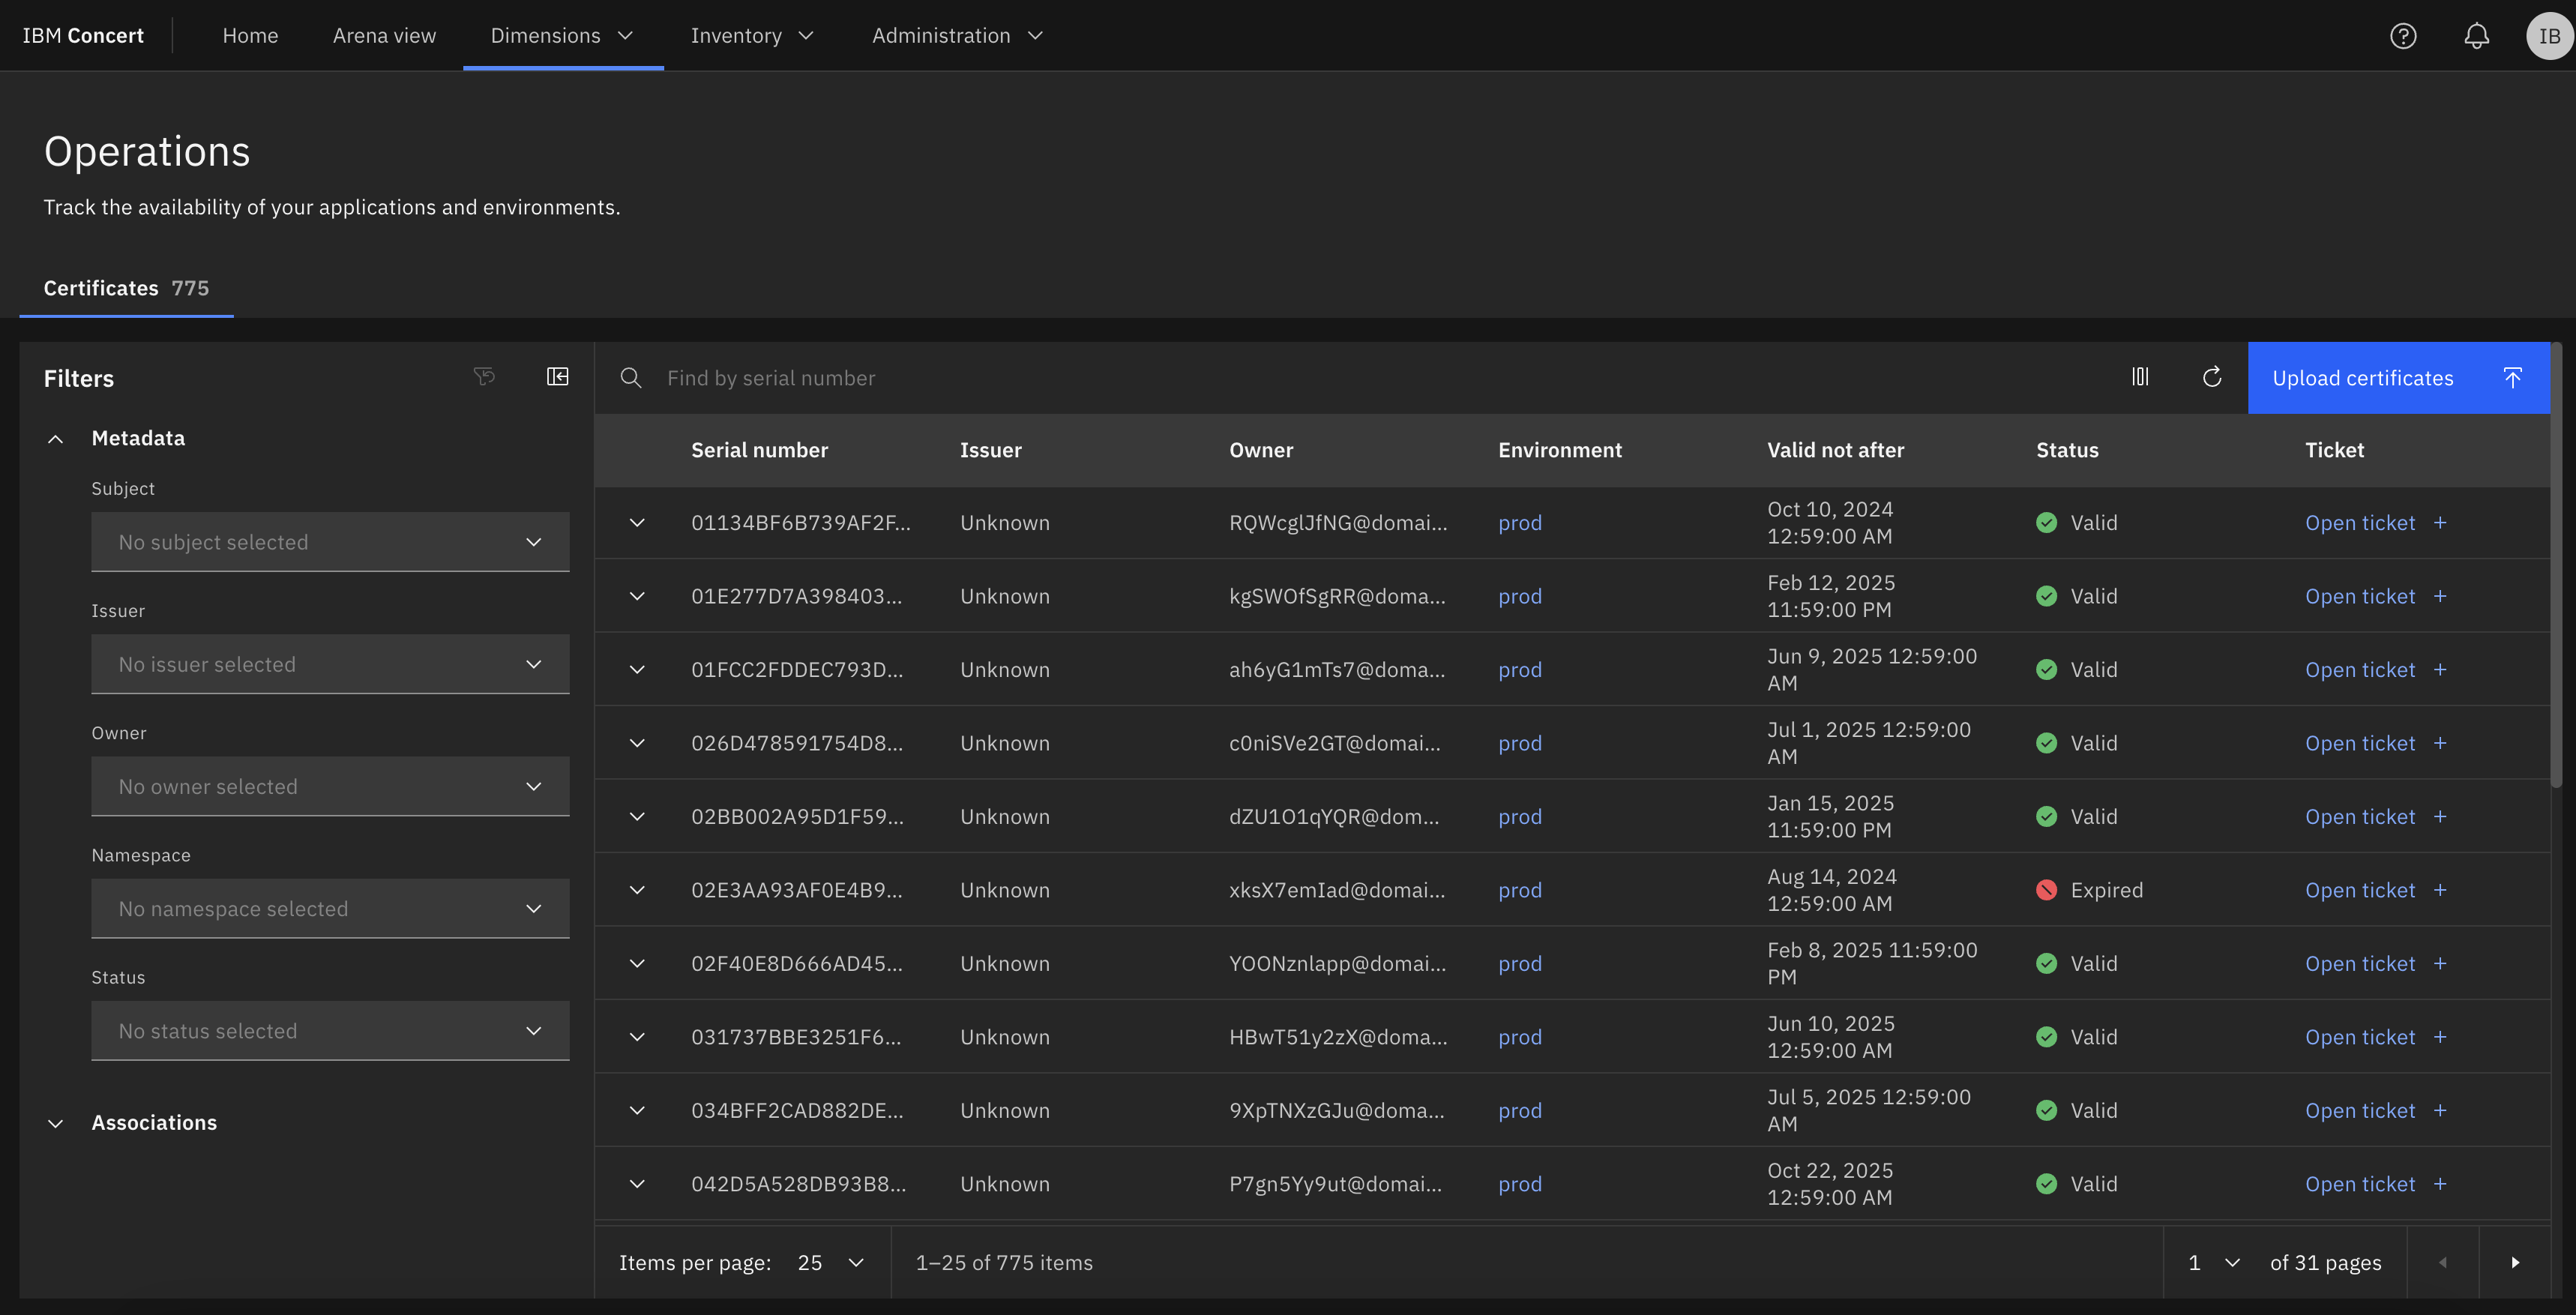 IBM Concert
Home
Arena view
Dimensions
Inventory
Administration
IB
Operations
Track the availability of your applications and environments.
Certificates 775
Filters
Find by serial number
Upload certificates
Metadata
Subject
No subject selected
Issuer
No issuer selected
Owner
No owner selected
Namespace
No namespace selected
Status
No status selected
Associations
Serial number Issuer Owner Environment Valid not after Status Ticket
01134BF6B739AF2F... Unknown RQWcglJfNG@domai... prod Oct 10, 2024 12:59:00 AM Valid Open ticket +
01E277D7A398403... Unknown kgSWOfSgRR@doma... prod Feb 12, 2025 11:59:00 PM Valid Open ticket +
01FCC2FDDEC793D... Unknown ah6yG1mTs7@doma... prod Jun 9, 2025 12:59:00 AM Valid Open ticket +
026D478591754D8... Unknown c0niSVe2GT@domai... prod Jul 1, 2025 12:59:00 AM Valid Open ticket +
02BB002A95D1F59... Unknown dZU1O1qYQR@dom... prod Jan 15, 2025 11:59:00 PM Valid Open ticket +
02E3AA93AF0E4B9... Unknown xksX7emIad@domai... prod Aug 14, 2024 12:59:00 AM Expired Open ticket +
02F40E8D666AD45... Unknown YOONznlapp@domai... prod Feb 8, 2025 11:59:00 PM Valid Open ticket +
031737BBE3251F6... Unknown HBwT51y2zX@doma... prod Jun 10, 2025 12:59:00 AM Valid Open ticket +
034BFF2CAD882DE... Unknown 9XpTNXzGJu@doma... prod Jul 5, 2025 12:59:00 AM Valid Open ticket +
042D5A528DB93B8... Unknown P7gn5Yy9ut@domai... prod Oct 22, 2025 12:59:00 AM Valid Open ticket +
Items per page: 25
1–25 of 775 items
1 of 31 pages